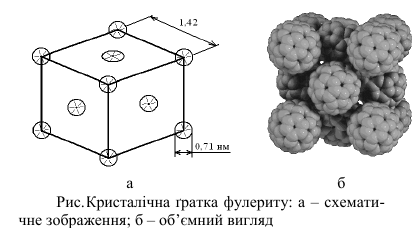 1,42
0,71 нм
а
б
Рис.Кристалічна ґратка фулериту: а – схемати-
чне зображення; б – об’ємний вигляд